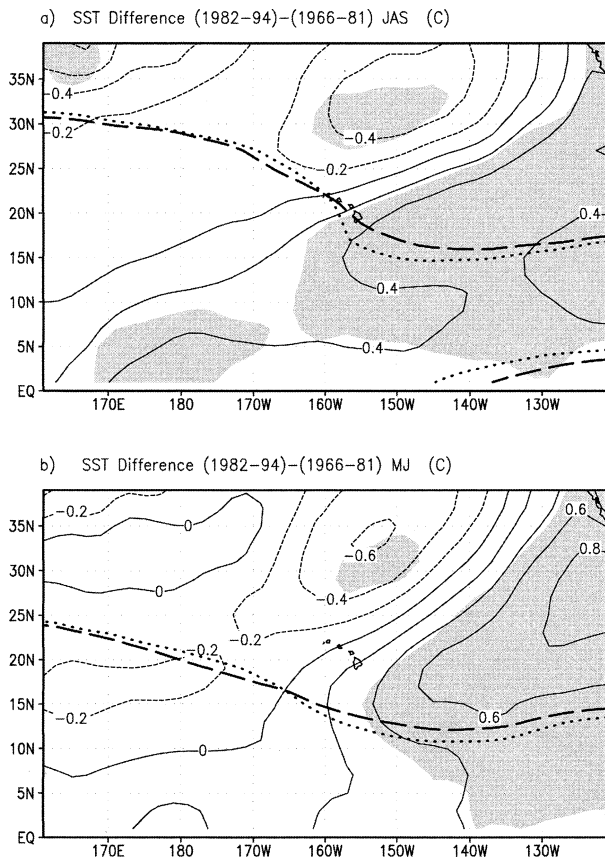 a) SST Difference (1982-94)-(1966-81) JAS (C)
35N
30N
25N
20N
15N
10N
5N
EQ
-0.4
-0.2
-0.4
-0.2
0.4
0.4
0.4
170E 180 170W 160W 150W 140W 130W
b) SST Difference (1982-94)-(1966-81) MJ (C)
35N
30N
25N
20N
15N
10N
5N
EQ
-0.2
0
0
-0.2
-0.2
0
0
-0.6
-0.4
-0.2
0.6
0.8
0.6
170E 180 170W 160W 150W 140W 130W